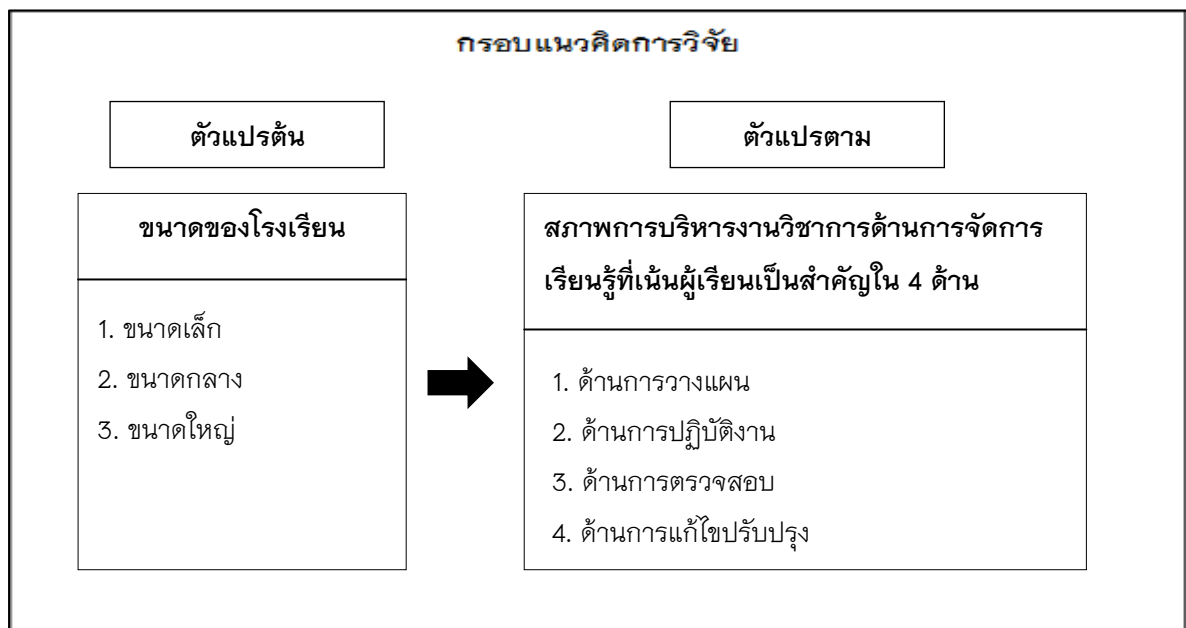 กรอบแนวคิดการวิจัย
ตัวแปรต้น
ตัวแปรตาม
ขนาดของโรงเรียน
1. ขนาดเล็ก
2. ขนาดกลาง
3. ขนาดใหญ่
สภาพการบริหารงานวิชาการด้านการจัดการ
เรียนรู้ที่เน้นผู้เรียนเป็นสำคัญใน 4 ด้าน
1. ด้านการวางแผน
2. ด้านการปฏิบัติงาน
3. ด้านการตรวจสอบ
4. ด้านการแก้ไขปรับปรุง